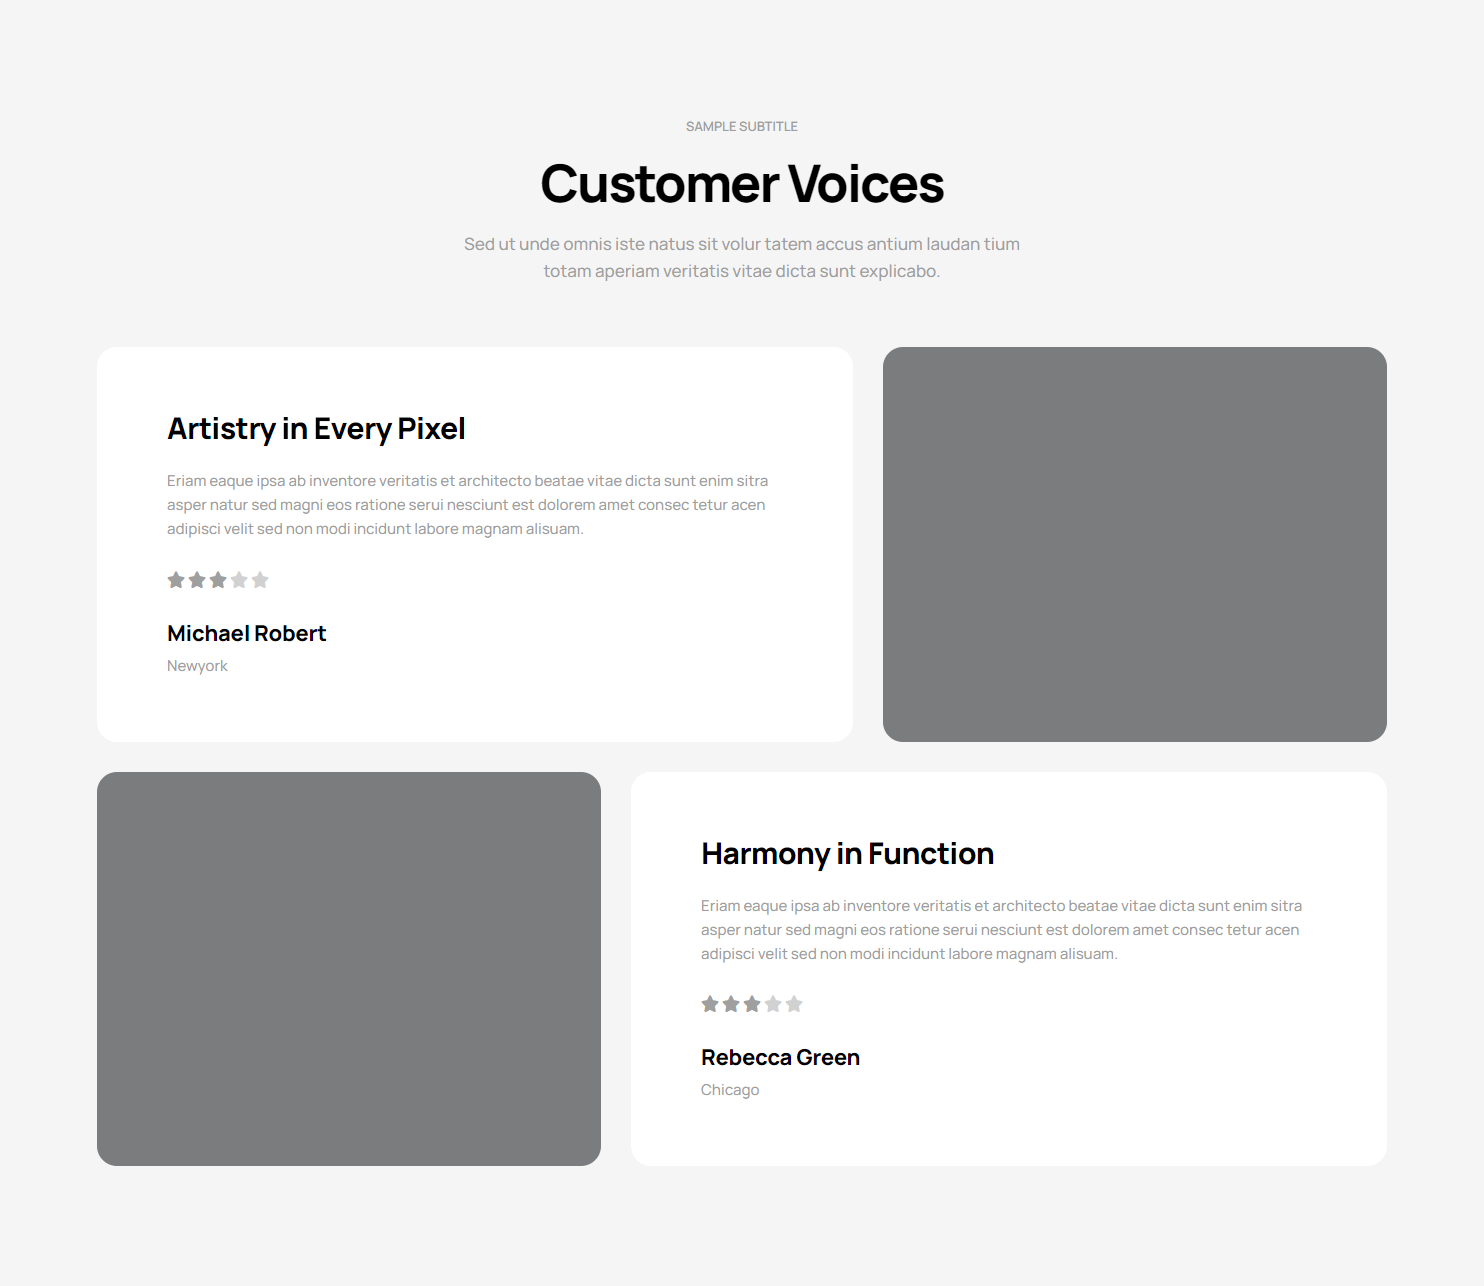 SAMPLE SUBTITLE
Customer Voices
Sed ut unde omnis iste natus sit volur tatem accus antium laudan tium
totam aperiam veritatis vitae dicta sunt explicabo.
Artistry in Every Pixel
Eriam eaque ipsa ab inventore veritatis et architecto beatae vitae dicta sunt enim sitra
asper natur sed magni eos ratione serui nesciunt est dolorem amet consec tetur acen
adipisci velit sed non modi incidunt labore magnam alisuam.
Michael Robert
Newyork
Harmony in Function
Eriam eaque ipsa ab inventore veritatis et architecto beatae vitae dicta sunt enim sitra
asper natur sed magni eos ratione serui nesciunt est dolorem amet consec tetur acen
adipisci velit sed non modi incidunt labore magnam alisuam.
Rebecca Green
Chicago